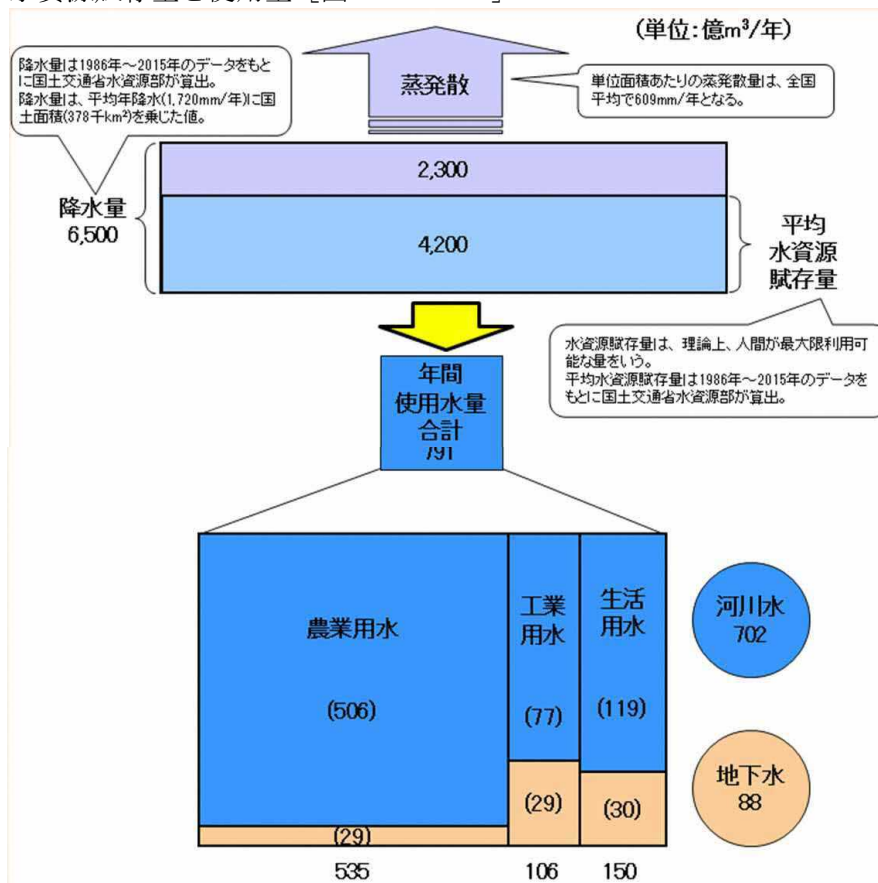 (単位:億m³/年)
降水量は1986年～2015年のデータをもと
に国土交通省水資源部が算出。
降水量は、平均年降水(1,720mm/年)に国
土面積(378千km²)を乗じた値。
蒸発散
単位面積あたりの蒸発散量は、全国
平均で609mm/年となる。
2,300
降水量
6,500
4,200
平均
水資源
賦存量
水資源賦存量は、理論上、人間が最大限利用可
能な量をいう。
平均水資源賦存量は1986年～2015年のデータを
もとに国土交通省水資源部が算出。
年間
使用水量
合計
791
農業用水
工業
用水
生活
用水
河川水
702
(506)
(77)
(119)
地下水
88
(29)
(29)
(30)
535
106
150